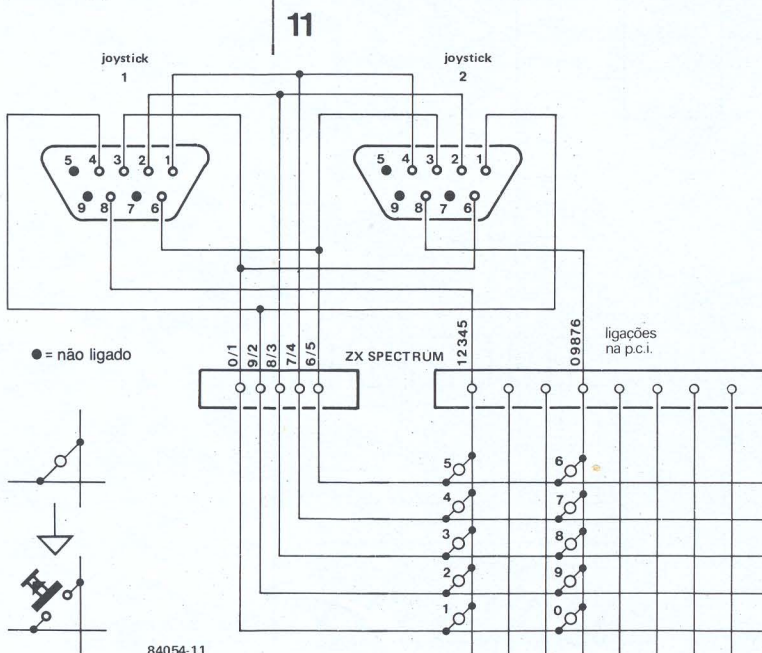 11
joystick
1
joystick
2
5 4 3 2 1
9 8 7 6
5 4 3 2 1
9 8 7 6
● = não ligado
0/1
9/2
8/3
7/4
6/5
ZX SPECTRUM
12345
09876
ligações
na p.c.i.
5 6
4 7
3 8
2 9
1 0
84054-11